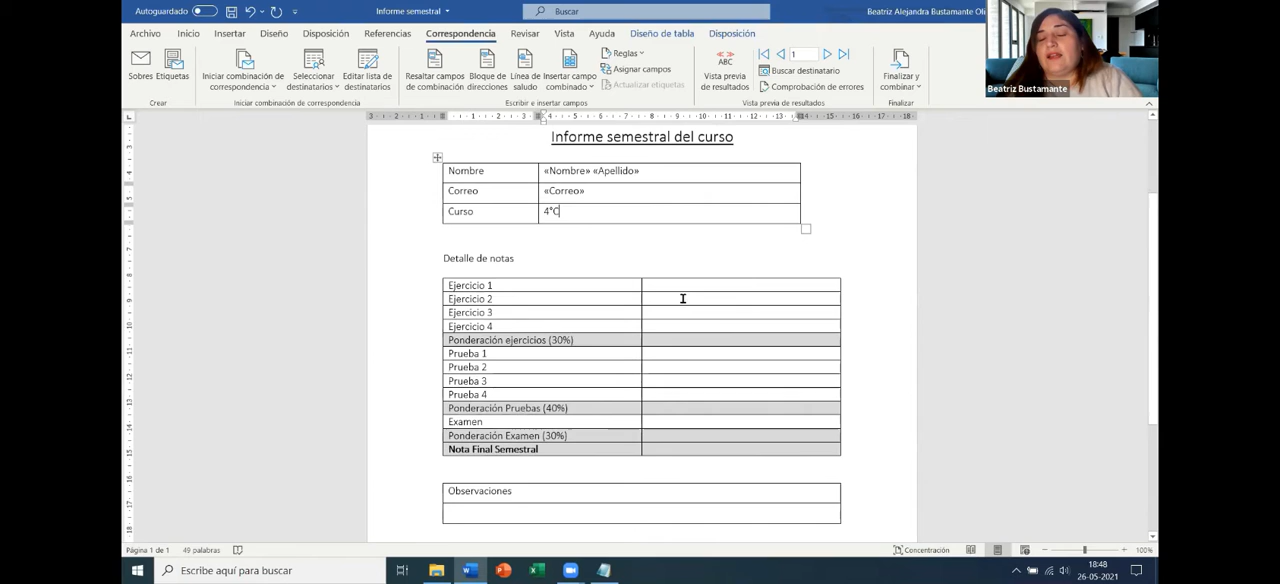 Autoguardado
Informe semestral
Buscar
Beatriz Alejandra Bustamante Oli
Archivo Inicio Insertar Diseño Disposición Referencias Correspondencia Revisar Vista Ayuda Diseño de tabla Disposición
Sobres Etiquetas
Crear
Iniciar combinación de correspondencia
Seleccionar destinatarios
Editar lista de destinatarios
Iniciar combinación de correspondencia
Resaltar campos de combinación
Bloque de direcciones
Línea de saludo
Insertar campo combinado
Reglas
Asignar campos
Actualizar etiquetas
Escribir e insertar campos
ABC
Vista previa de resultados
1
Buscar destinatario
Comprobación de errores
Vista previa de resultados
Finalizar y combinar
Finalizar
Beatriz Bustamante
Informe semestral del curso
Nombre «Nombre» «Apellido»
Correo «Correo»
Curso 4°C
Detalle de notas
Ejercicio 1
Ejercicio 2
Ejercicio 3
Ejercicio 4
Ponderación ejercicios (30%)
Prueba 1
Prueba 2
Prueba 3
Prueba 4
Ponderación Pruebas (40%)
Examen
Ponderación Examen (30%)
Nota Final Semestral
Observaciones
Página 1 de 1 49 palabras
Concentración
100%
Escribe aquí para buscar
18:48
26-05-2021